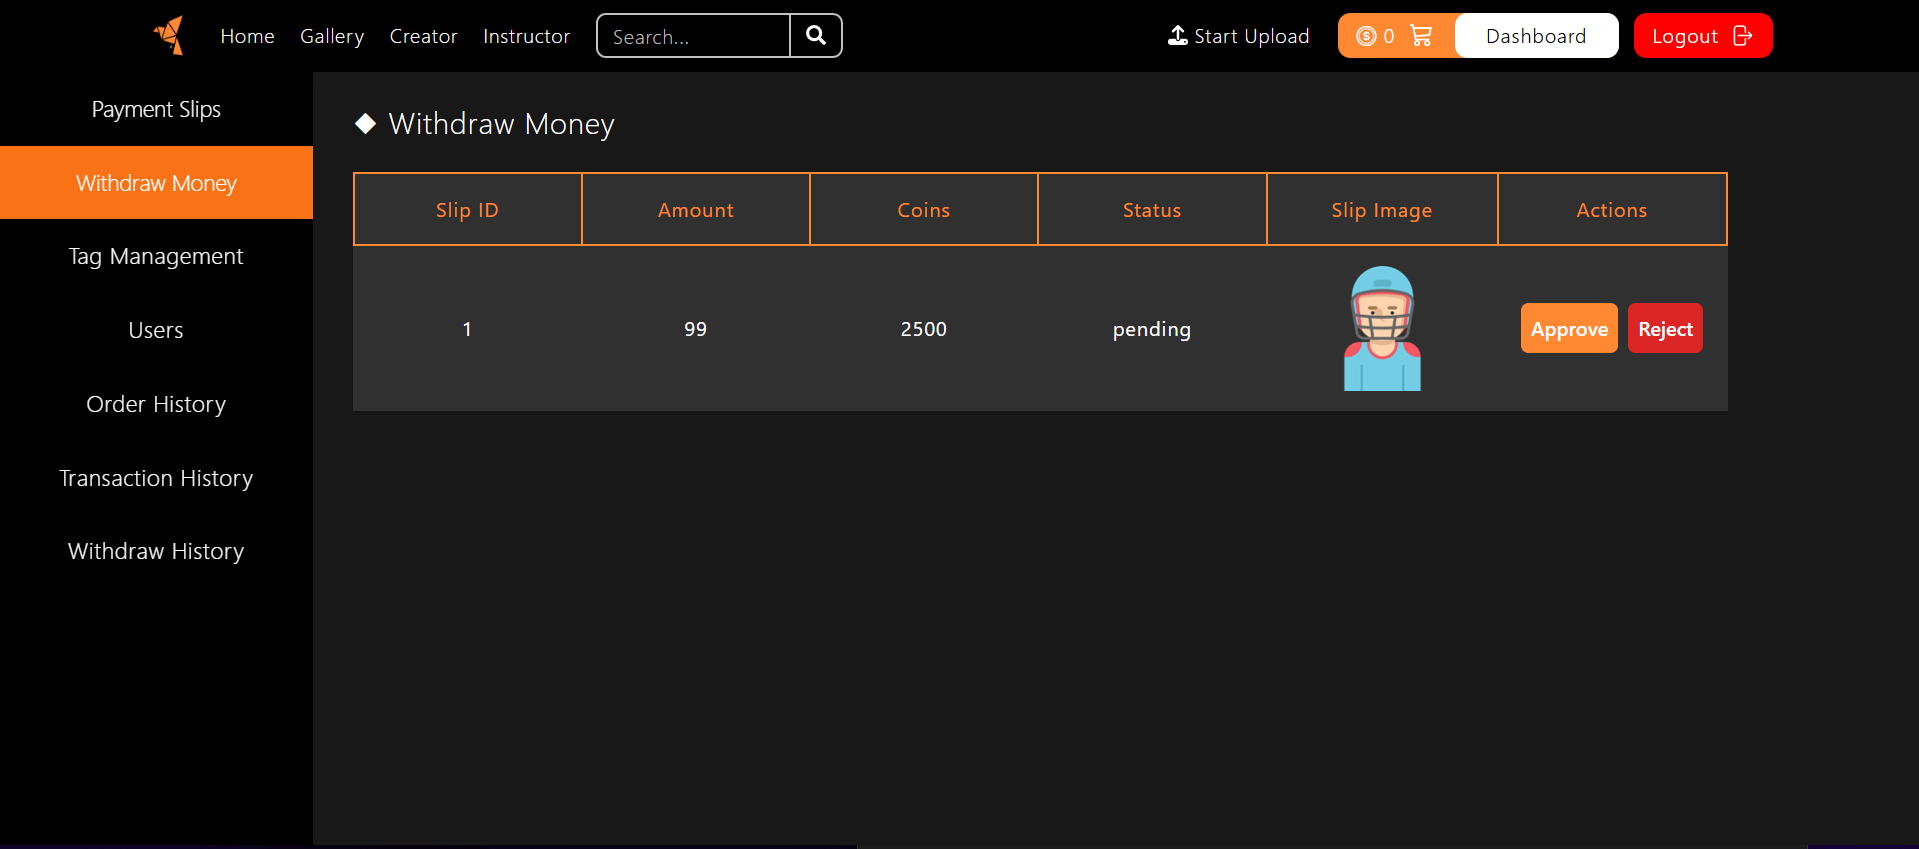 Home Gallery Creator Instructor Search... Start Upload 0 Dashboard Logout
Payment Slips
Withdraw Money
Tag Management
Users
Order History
Transaction History
Withdraw History
Withdraw Money
Slip ID Amount Coins Status Slip Image Actions
1 99 2500 pending Approve Reject